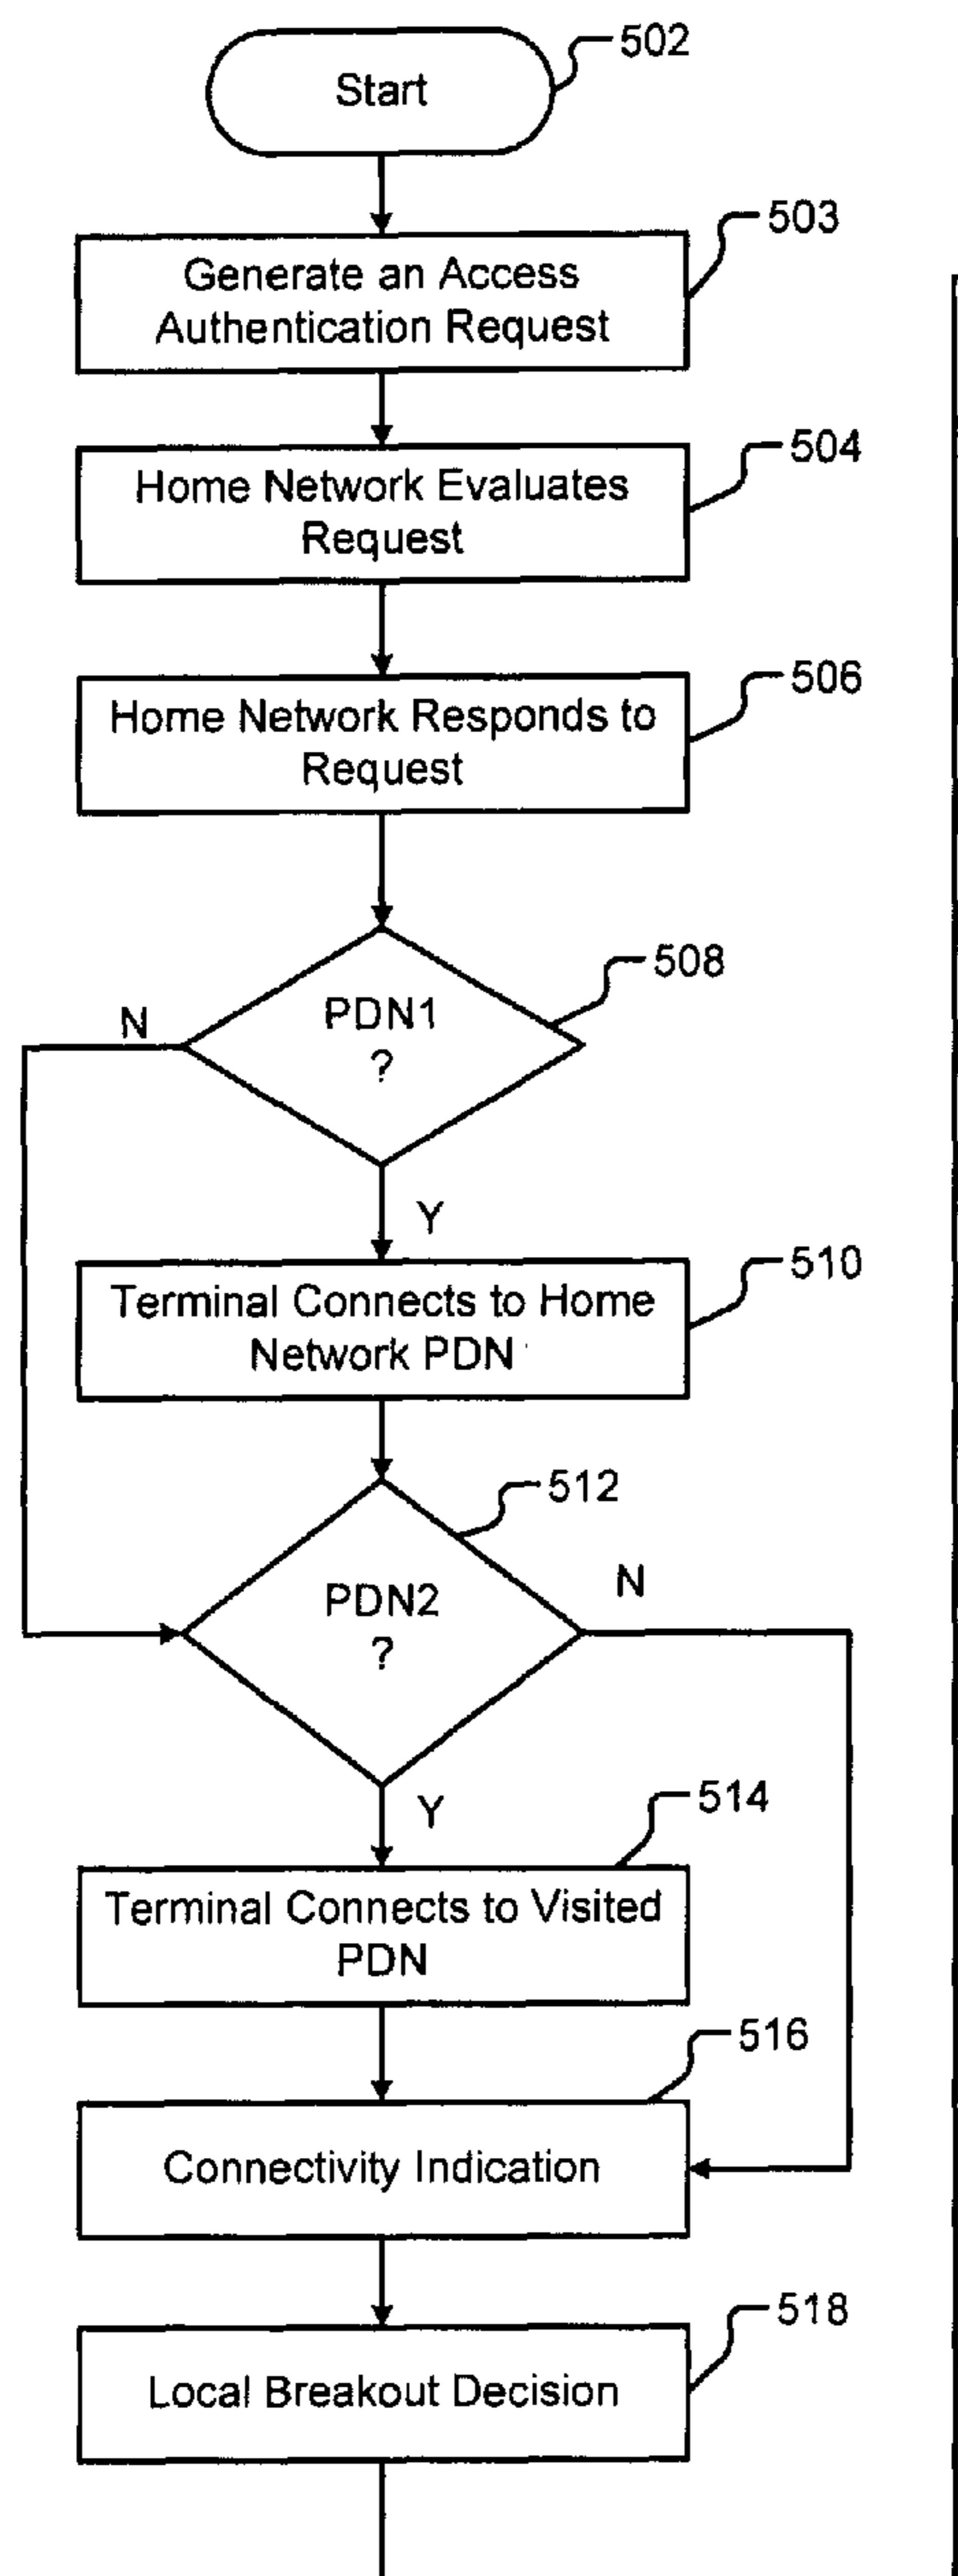 502
Start
503
Generate an Access
Authentication Request
504
Home Network Evaluates
Request
506
Home Network Responds to
Request
508
N
PDN1
?
Y
510
Terminal Connects to Home
Network PDN
512
N
PDN2
?
Y
514
Terminal Connects to Visited
PDN
516
Connectivity Indication
518
Local Breakout Decision